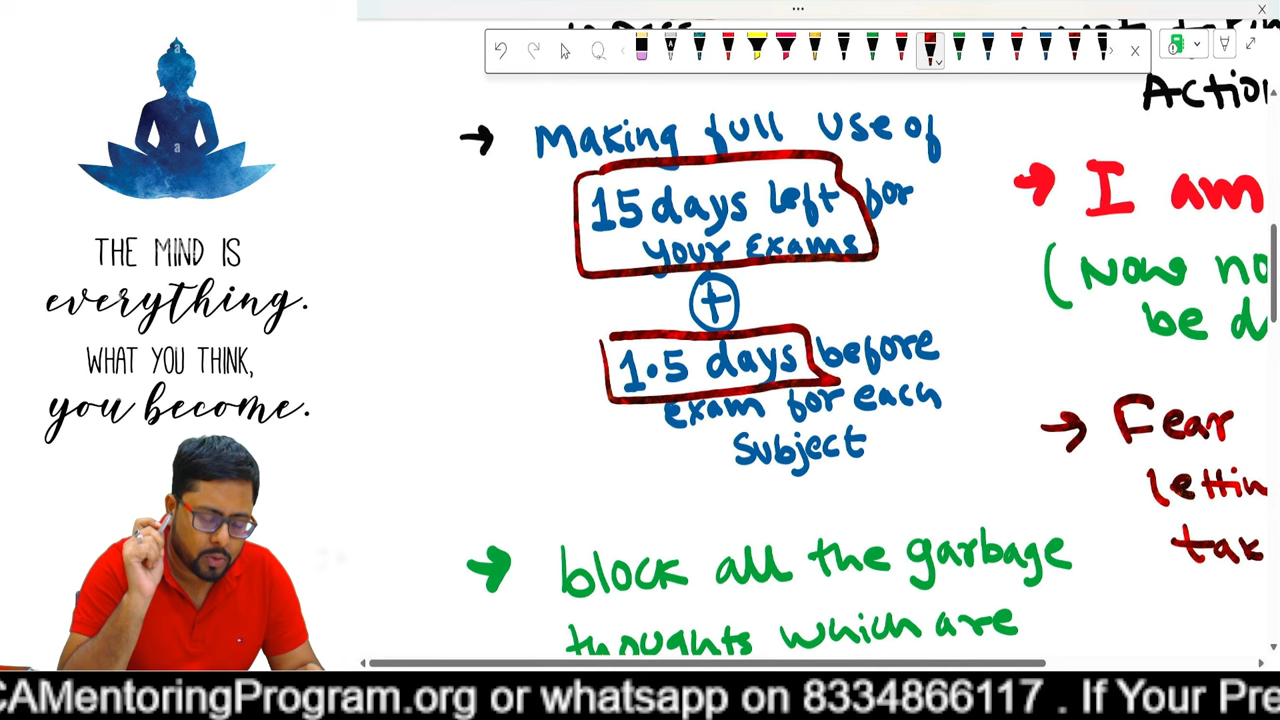 THE MIND IS
everything.
WHAT YOU THINK,
you become.
Action
→ Making full use of
15 days left for
your Exams
+
1.5 days before
exam for each
Subject
→ block all the garbage
thoughts which are
→ I am
(Now no
be d
→ Fear
lettin
tak
CAMentoringProgram.org or whatsapp on 8334866117 . If Your Pre